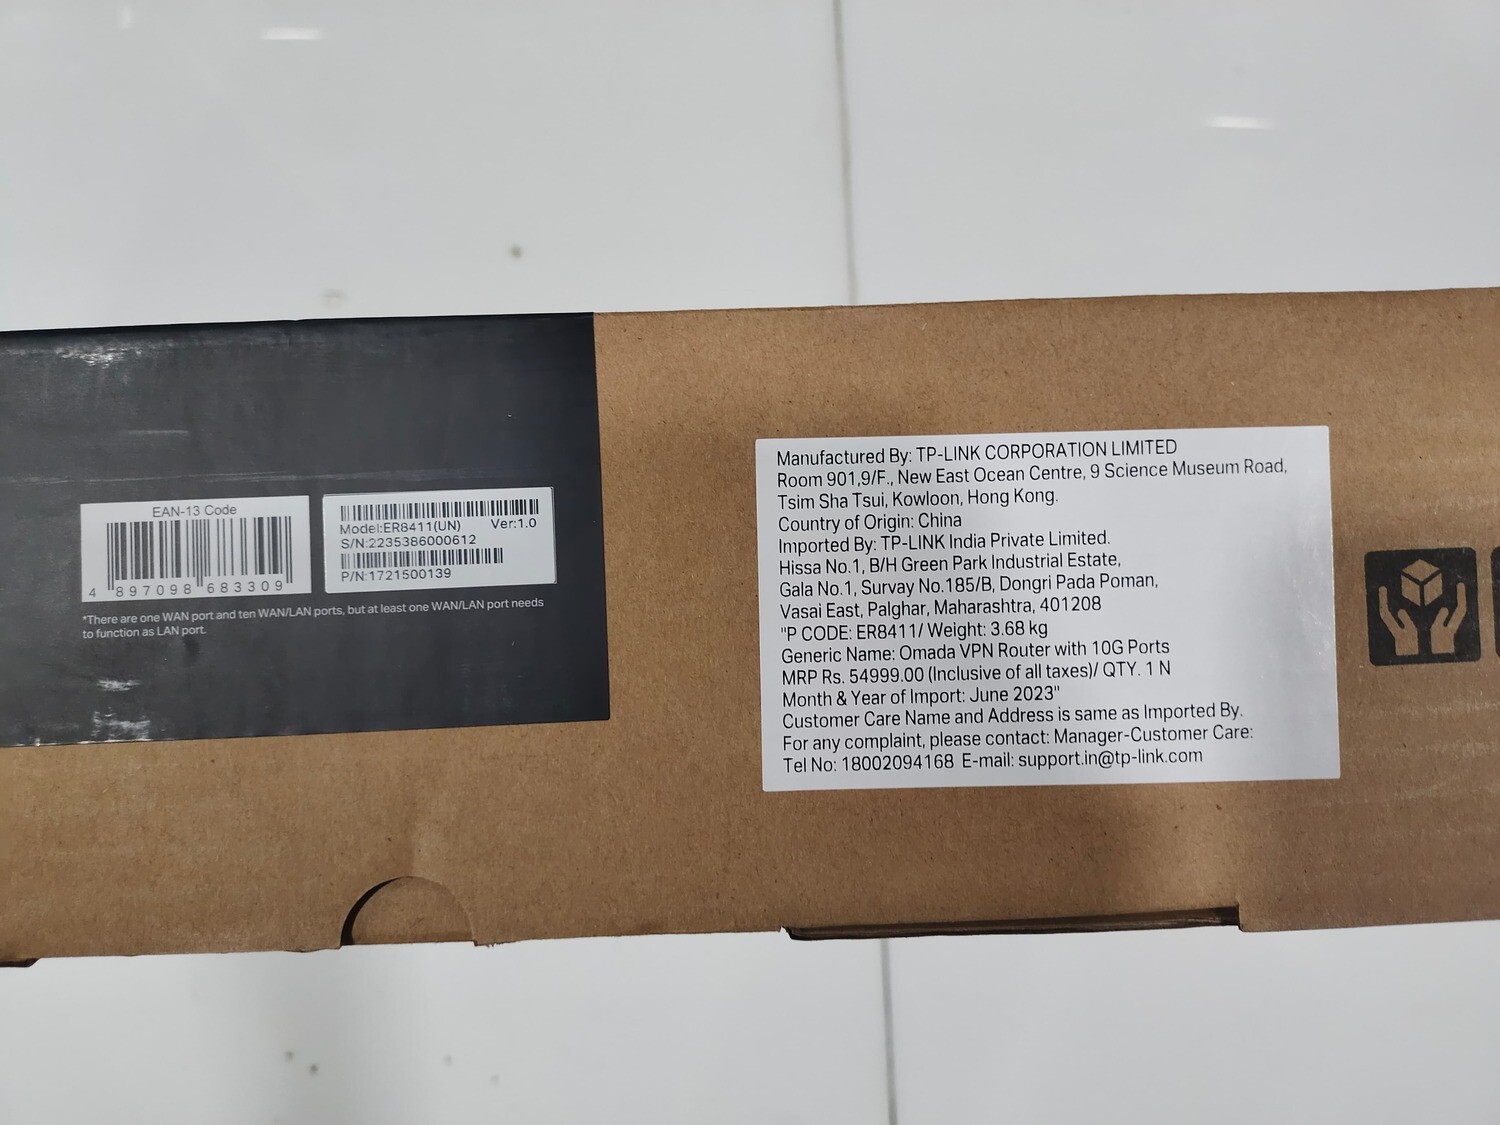 EAN-13 Code
4 897098 683309
Model:ER8411(UN) Ver:1.0
S/N:2235386000612
P/N:1721500139
*There are one WAN port and ten WAN/LAN ports, but at least one WAN/LAN port needs
to function as LAN port.
Manufactured By: TP-LINK CORPORATION LIMITED
Room 901,9/F., New East Ocean Centre, 9 Science Museum Road,
Tsim Sha Tsui, Kowloon, Hong Kong.
Country of Origin: China
Imported By: TP-LINK India Private Limited.
Hissa No.1, B/H Green Park Industrial Estate,
Gala No.1, Survay No.185/B, Dongri Pada Poman,
Vasai East, Palghar, Maharashtra, 401208
"P CODE: ER8411/ Weight: 3.68 kg
Generic Name: Omada VPN Router with 10G Ports
MRP Rs. 54999.00 (Inclusive of all taxes)/ QTY. 1 N
Month & Year of Import: June 2023"
Customer Care Name and Address is same as Imported By.
For any complaint, please contact: Manager-Customer Care:
Tel No: 18002094168 E-mail: support.in@tp-link.com